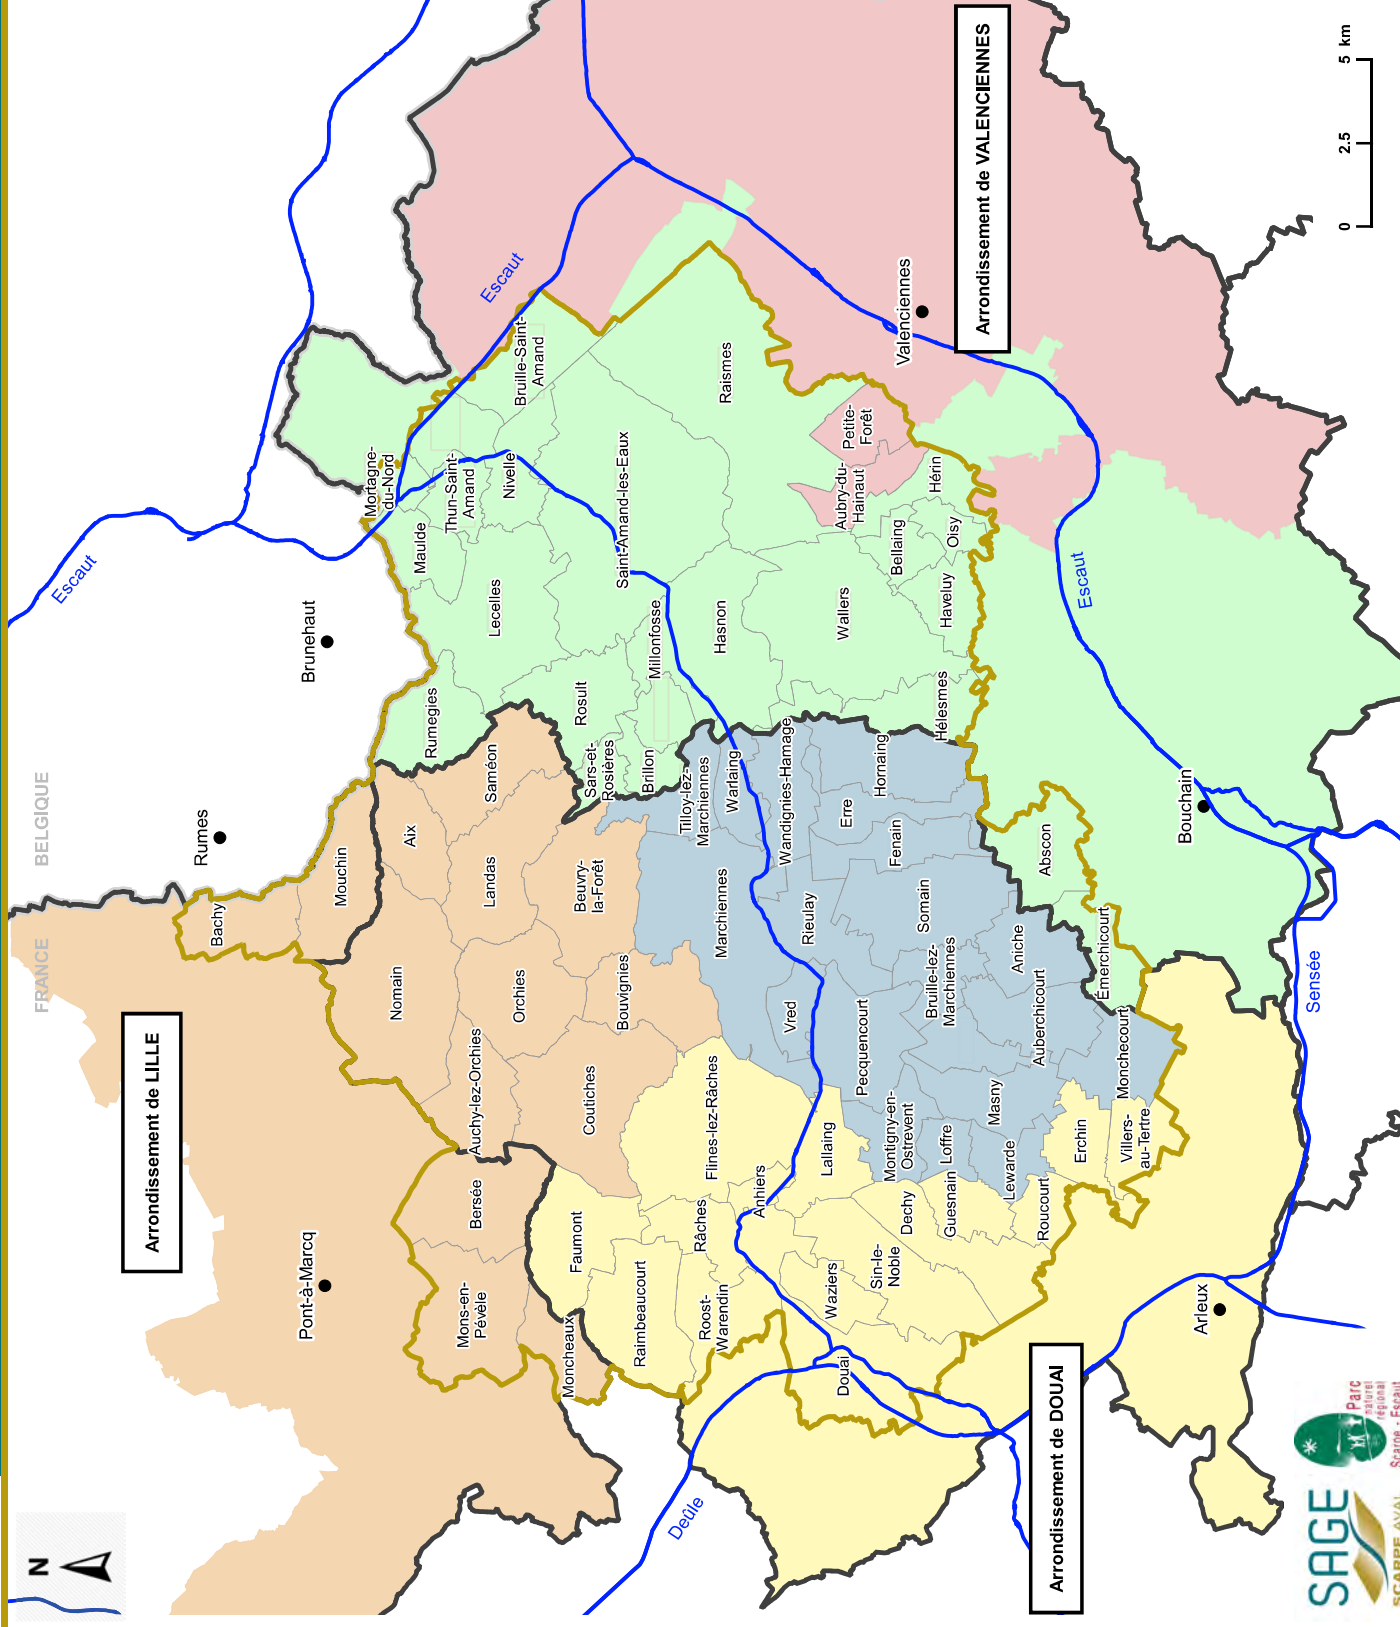 N
FRANCE
BELGIQUE
Arrondissement de LILLE
Pont-à-Marcq
Rumes
Brunehaut
Escaut
Bachy
Mouchin
Mons-en-
Pévèle
Bersée
Auchy-lez-Orchies
Nomain
Aix
Moncheaux
Faumont
Coutiches
Orchies
Landas
Saméon
Rumegies
Bouvignies
Beuvry-
la-Forêt
Sars-et-
Rosières
Rosult
Lecelles
Maulde
Mortagne-
du-Nord
Thun-Saint-
Amand
Nivelle
Bruille-Saint-
Amand
Escaut
Brillon
Millonfosse
Saint-Amand-les-Eaux
Raismes
Hasnon
Raimbeaucourt
Roost-
Warendin
Râches
Flines-lez-Râches
Anhiers
Lallaing
Marchiennes
Tilloy-lez-
Marchiennes
Warlaing
Wandignies-Hamage
Vred
Rieulay
Erre
Hornaing
Fenain
Wallers
Hélesmes
Haveluy
Bellaing
Oisy
Hérin
Aubry-du-
Hainaut
Petite-
Forêt
Valenciennes
Arrondissement de VALENCIENNES
Deûle
Douai
Waziers
Sin-le-
Noble
Dechy
Guesnain
Montigny-en-
Ostrevent
Loffre
Lewarde
Masny
Pecquencourt
Bruille-lez-
Marchiennes
Somain
Aniche
Auberchicourt
Roucourt
Erchin
Villers-
au-Tertre
Monchecourt
Émerchicourt
Abscon
Escaut
Bouchain
Sensée
Arleux
Arrondissement de DOUAI
0 2.5 5 km
SAGE
SCARPE AVAL
Parc
naturel
régional
Scarpe - Escaut